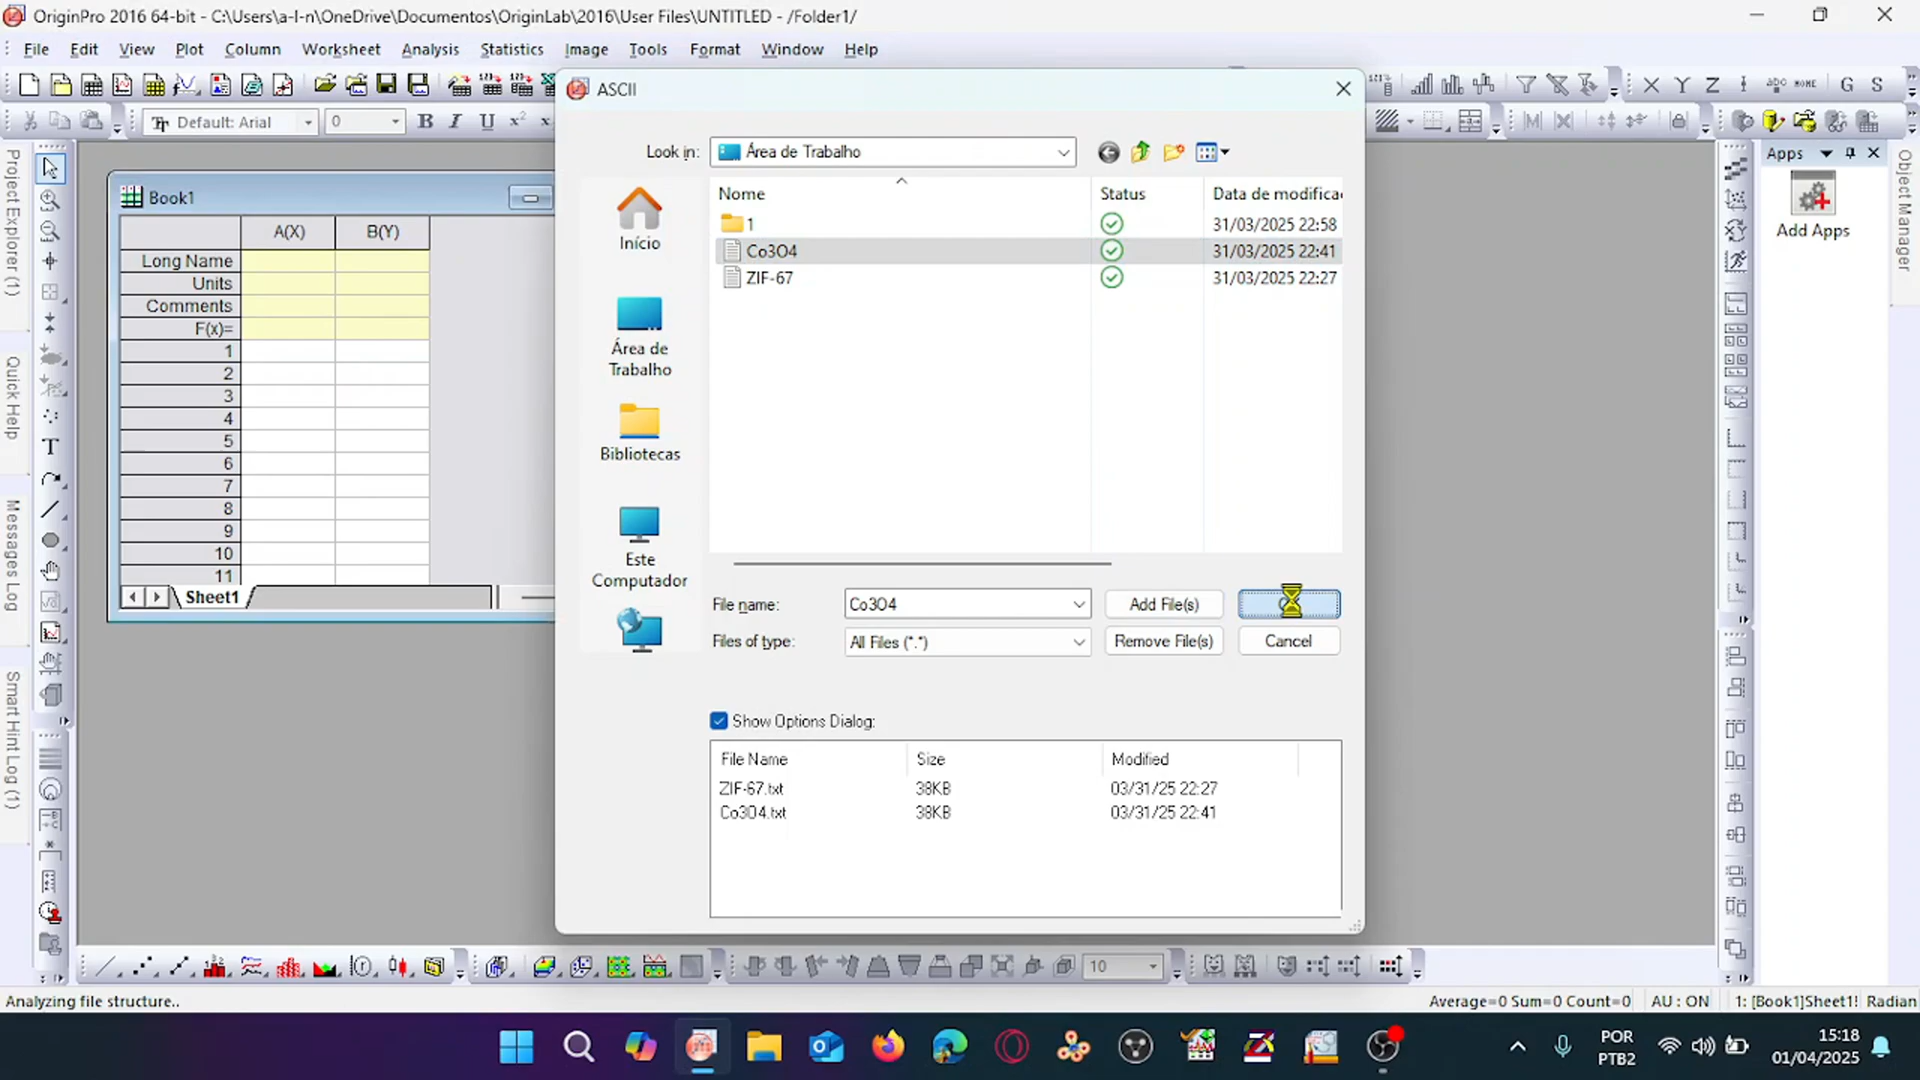 OriginPro 2016 64-bit - C:\Users\a-l-n\OneDrive\Documentos\OriginLab\2016\User Files\UNTITLED - /Folder1/
File Edit View Plot Column Worksheet Analysis Statistics Image Tools Format Window Help
Default: Arial 0 B I U
X Y Z G S
ASCII
Look in: Área de Trabalho
Nome Status Data de modifica
1 31/03/2025 22:58
Co3O4 31/03/2025 22:41
ZIF-67 31/03/2025 22:27
Início
Área de
Trabalho
Bibliotecas
Este
Computador
File name: Co3O4 Add File(s)
Files of type: All Files (*.*) Remove File(s) Cancel
Show Options Dialog:
File Name Size Modified
ZIF-67.txt 38KB 03/31/25 22:27
Co3O4.txt 38KB 03/31/25 22:41
Book1
A(X) B(Y)
Long Name
Units
Comments
F(x)=
1
2
3
4
5
6
7
8
9
10
11
Sheet1
Project Explorer (1)
Quick Help
Messages Log
Smart Hint Log (1)
Apps
Add Apps
Object Manager
10
Analyzing file structure..
Average=0 Sum=0 Count=0 AU : ON 1: [Book1]Sheet1! Radian
POR
PTB2
15:18
01/04/2025